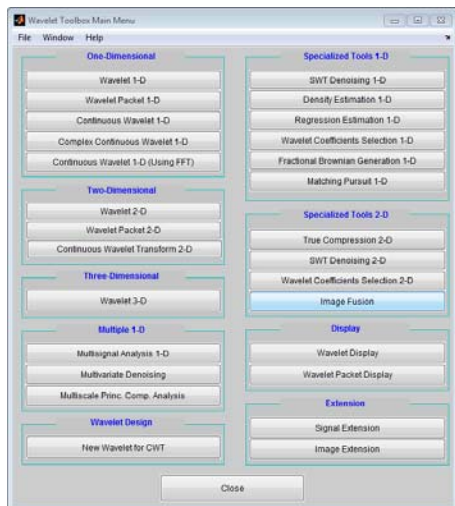 Wavelet Toolbox Main Menu
File Window Help
One-Dimensional
Wavelet 1-D
Wavelet Packet 1-D
Continuous Wavelet 1-D
Complex Continuous Wavelet 1-D
Continuous Wavelet 1-D (Using FFT)
Two-Dimensional
Wavelet 2-D
Wavelet Packet 2-D
Continuous Wavelet Transform 2-D
Three-Dimensional
Wavelet 3-D
Multiple 1-D
Multisignal Analysis 1-D
Multivariate Denoising
Multiscale Princ. Comp. Analysis
Wavelet Design
New Wavelet for CWT
Specialized Tools 1-D
SWT Denoising 1-D
Density Estimation 1-D
Regression Estimation 1-D
Wavelet Coefficients Selection 1-D
Fractional Brownian Generation 1-D
Matching Pursuit 1-D
Specialized Tools 2-D
True Compression 2-D
SWT Denoising 2-D
Wavelet Coefficients Selection 2-D
Image Fusion
Display
Wavelet Display
Wavelet Packet Display
Extension
Signal Extension
Image Extension
Close